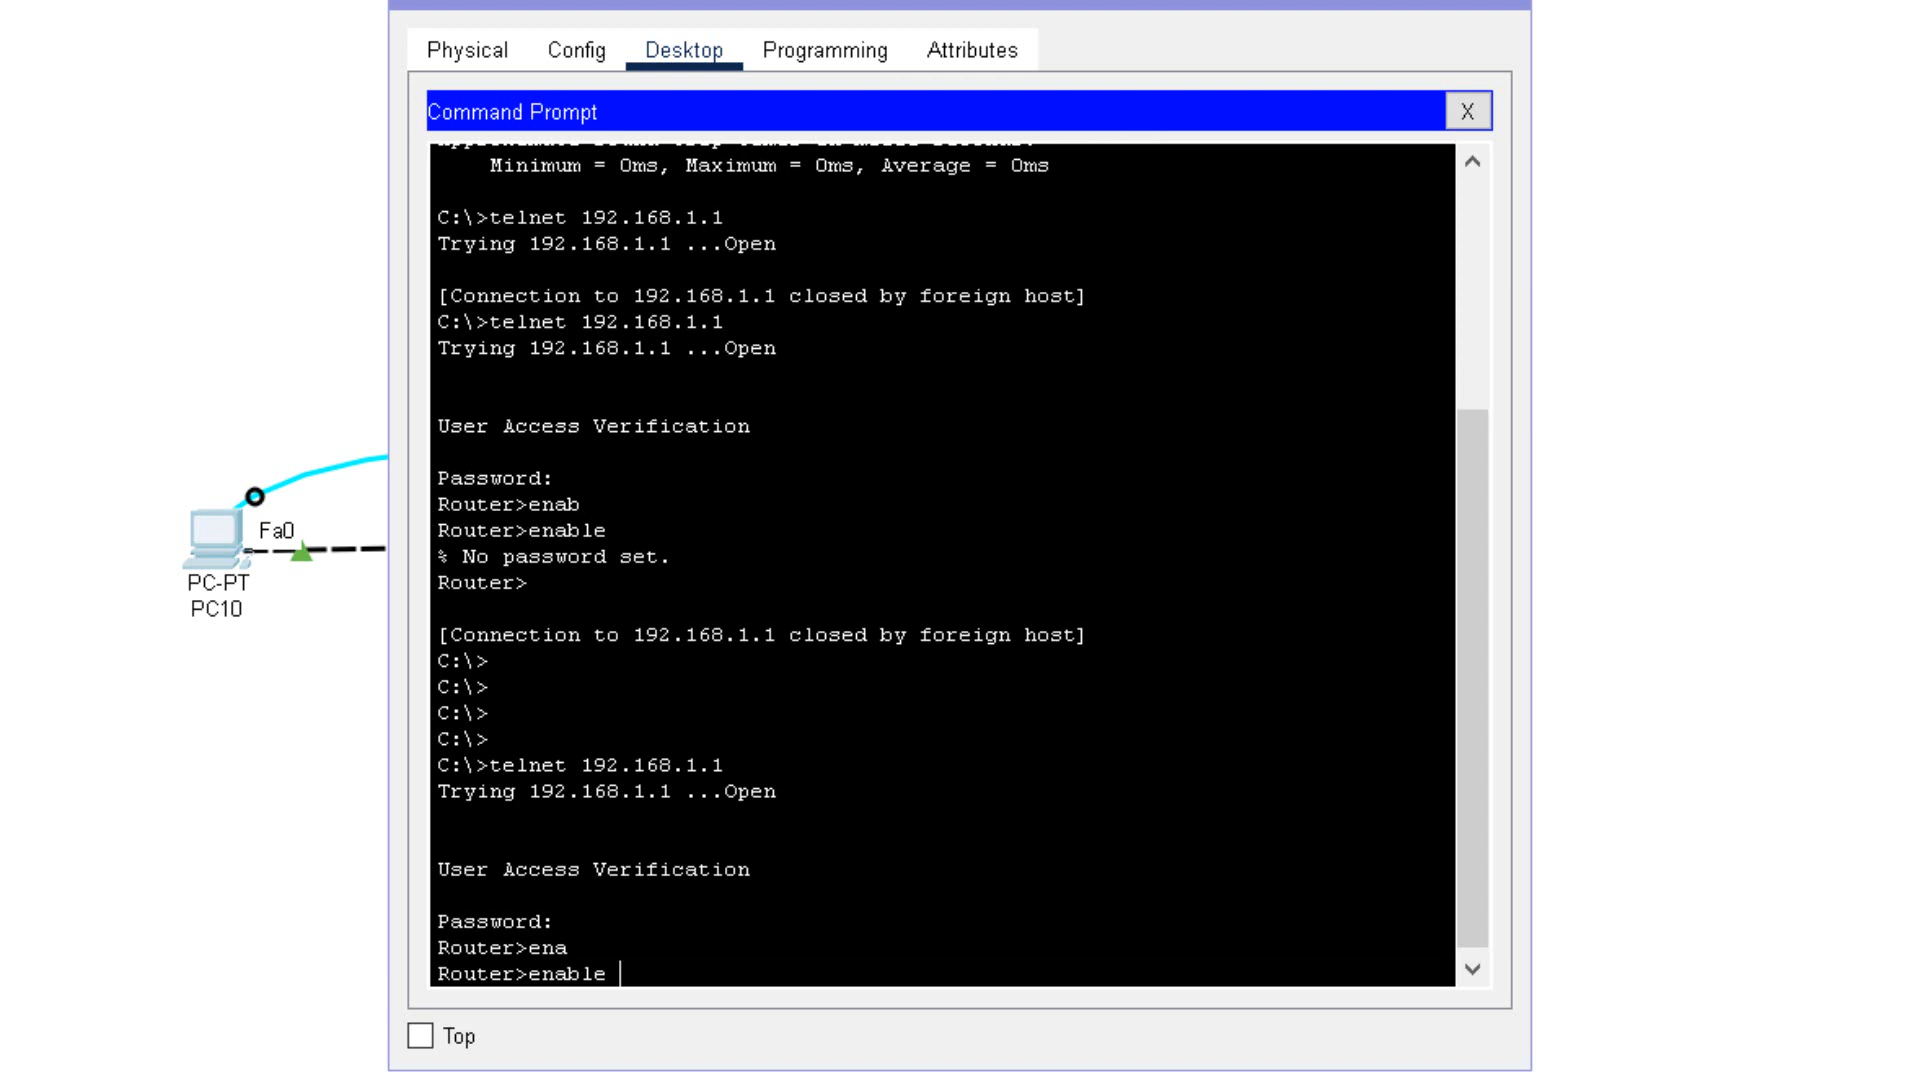 Physical Config Desktop Programming Attributes
Command Prompt X
Minimum = 0ms, Maximum = 0ms, Average = 0ms
C:\>telnet 192.168.1.1
Trying 192.168.1.1 ...Open
[Connection to 192.168.1.1 closed by foreign host]
C:\>telnet 192.168.1.1
Trying 192.168.1.1 ...Open
User Access Verification
Password:
Router>enab
Router>enable
% No password set.
Router>
[Connection to 192.168.1.1 closed by foreign host]
C:\>
C:\>
C:\>
C:\>
C:\>telnet 192.168.1.1
Trying 192.168.1.1 ...Open
User Access Verification
Password:
Router>ena
Router>enable
Top
Fa0
PC-PT
PC10